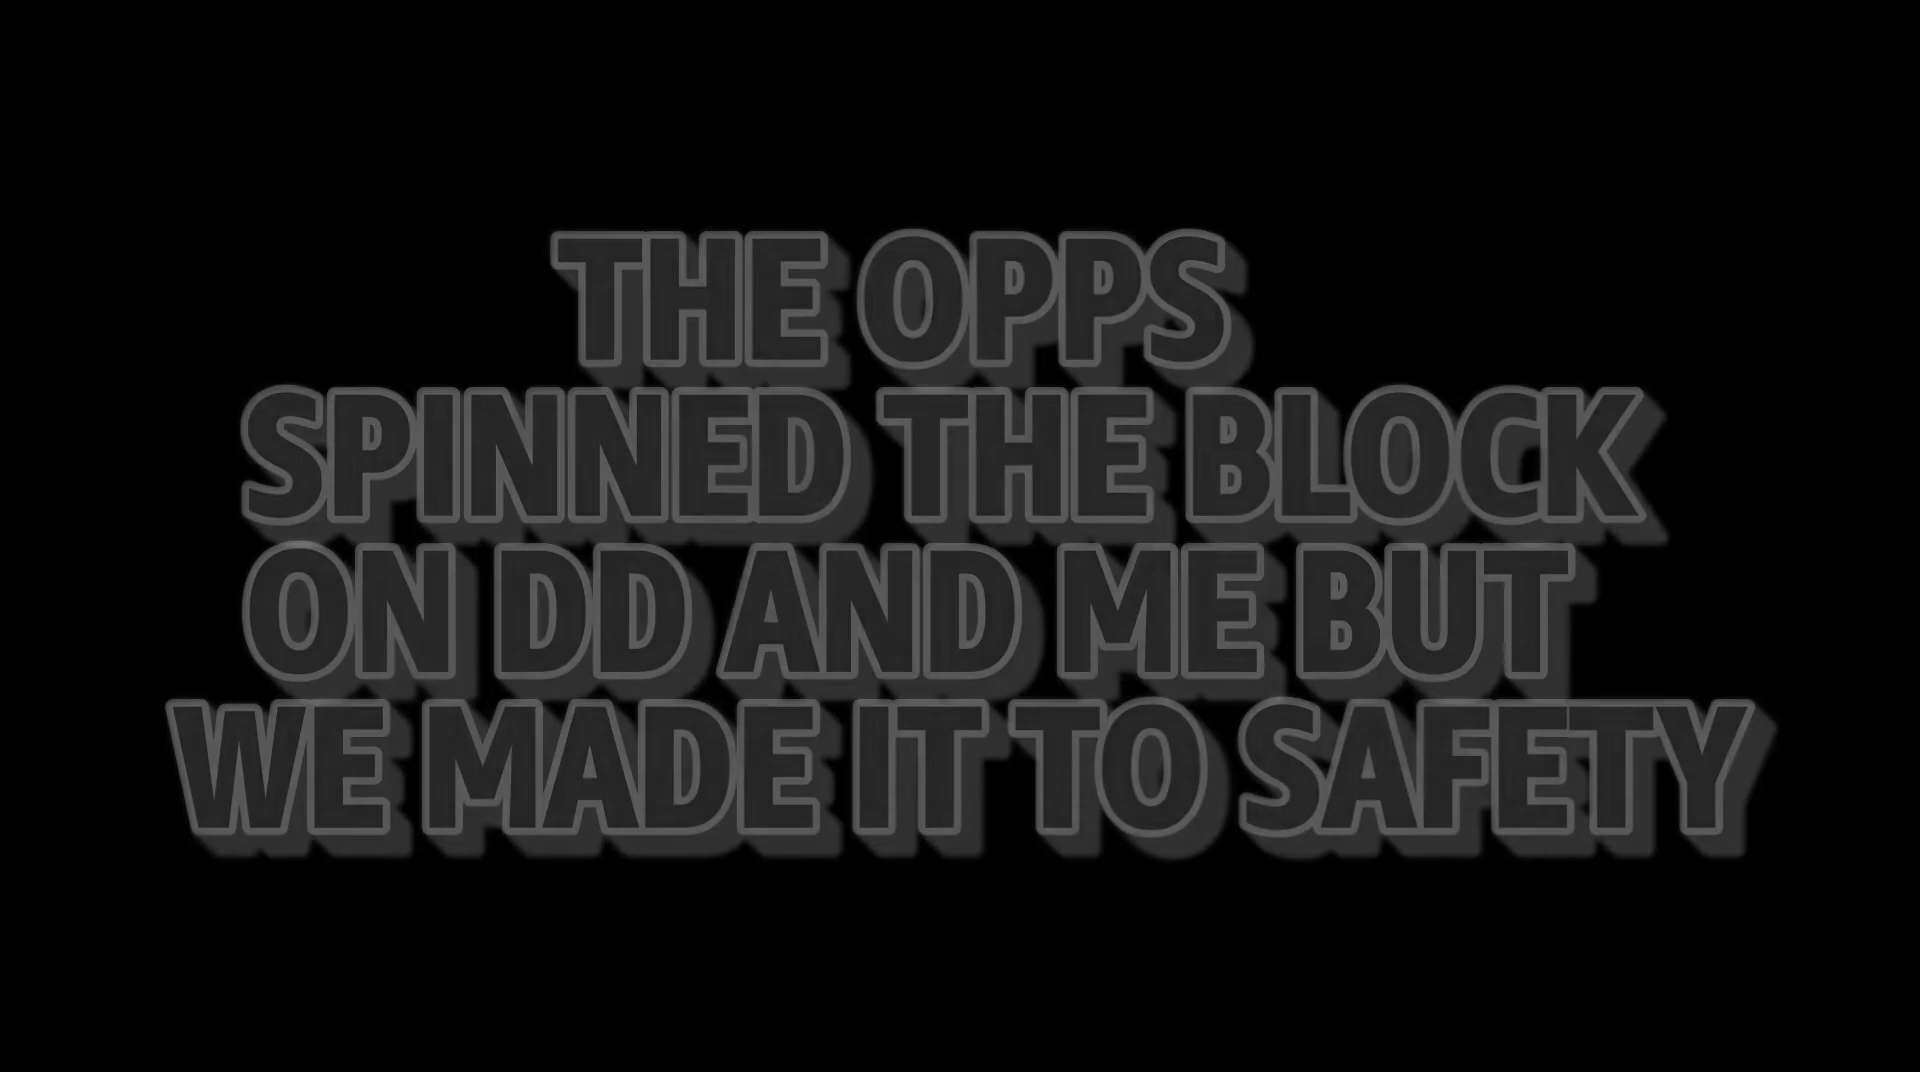 THE OPPS
SPINNED THE BLOCK
ON DD AND ME BUT
WE MADE IT TO SAFETY